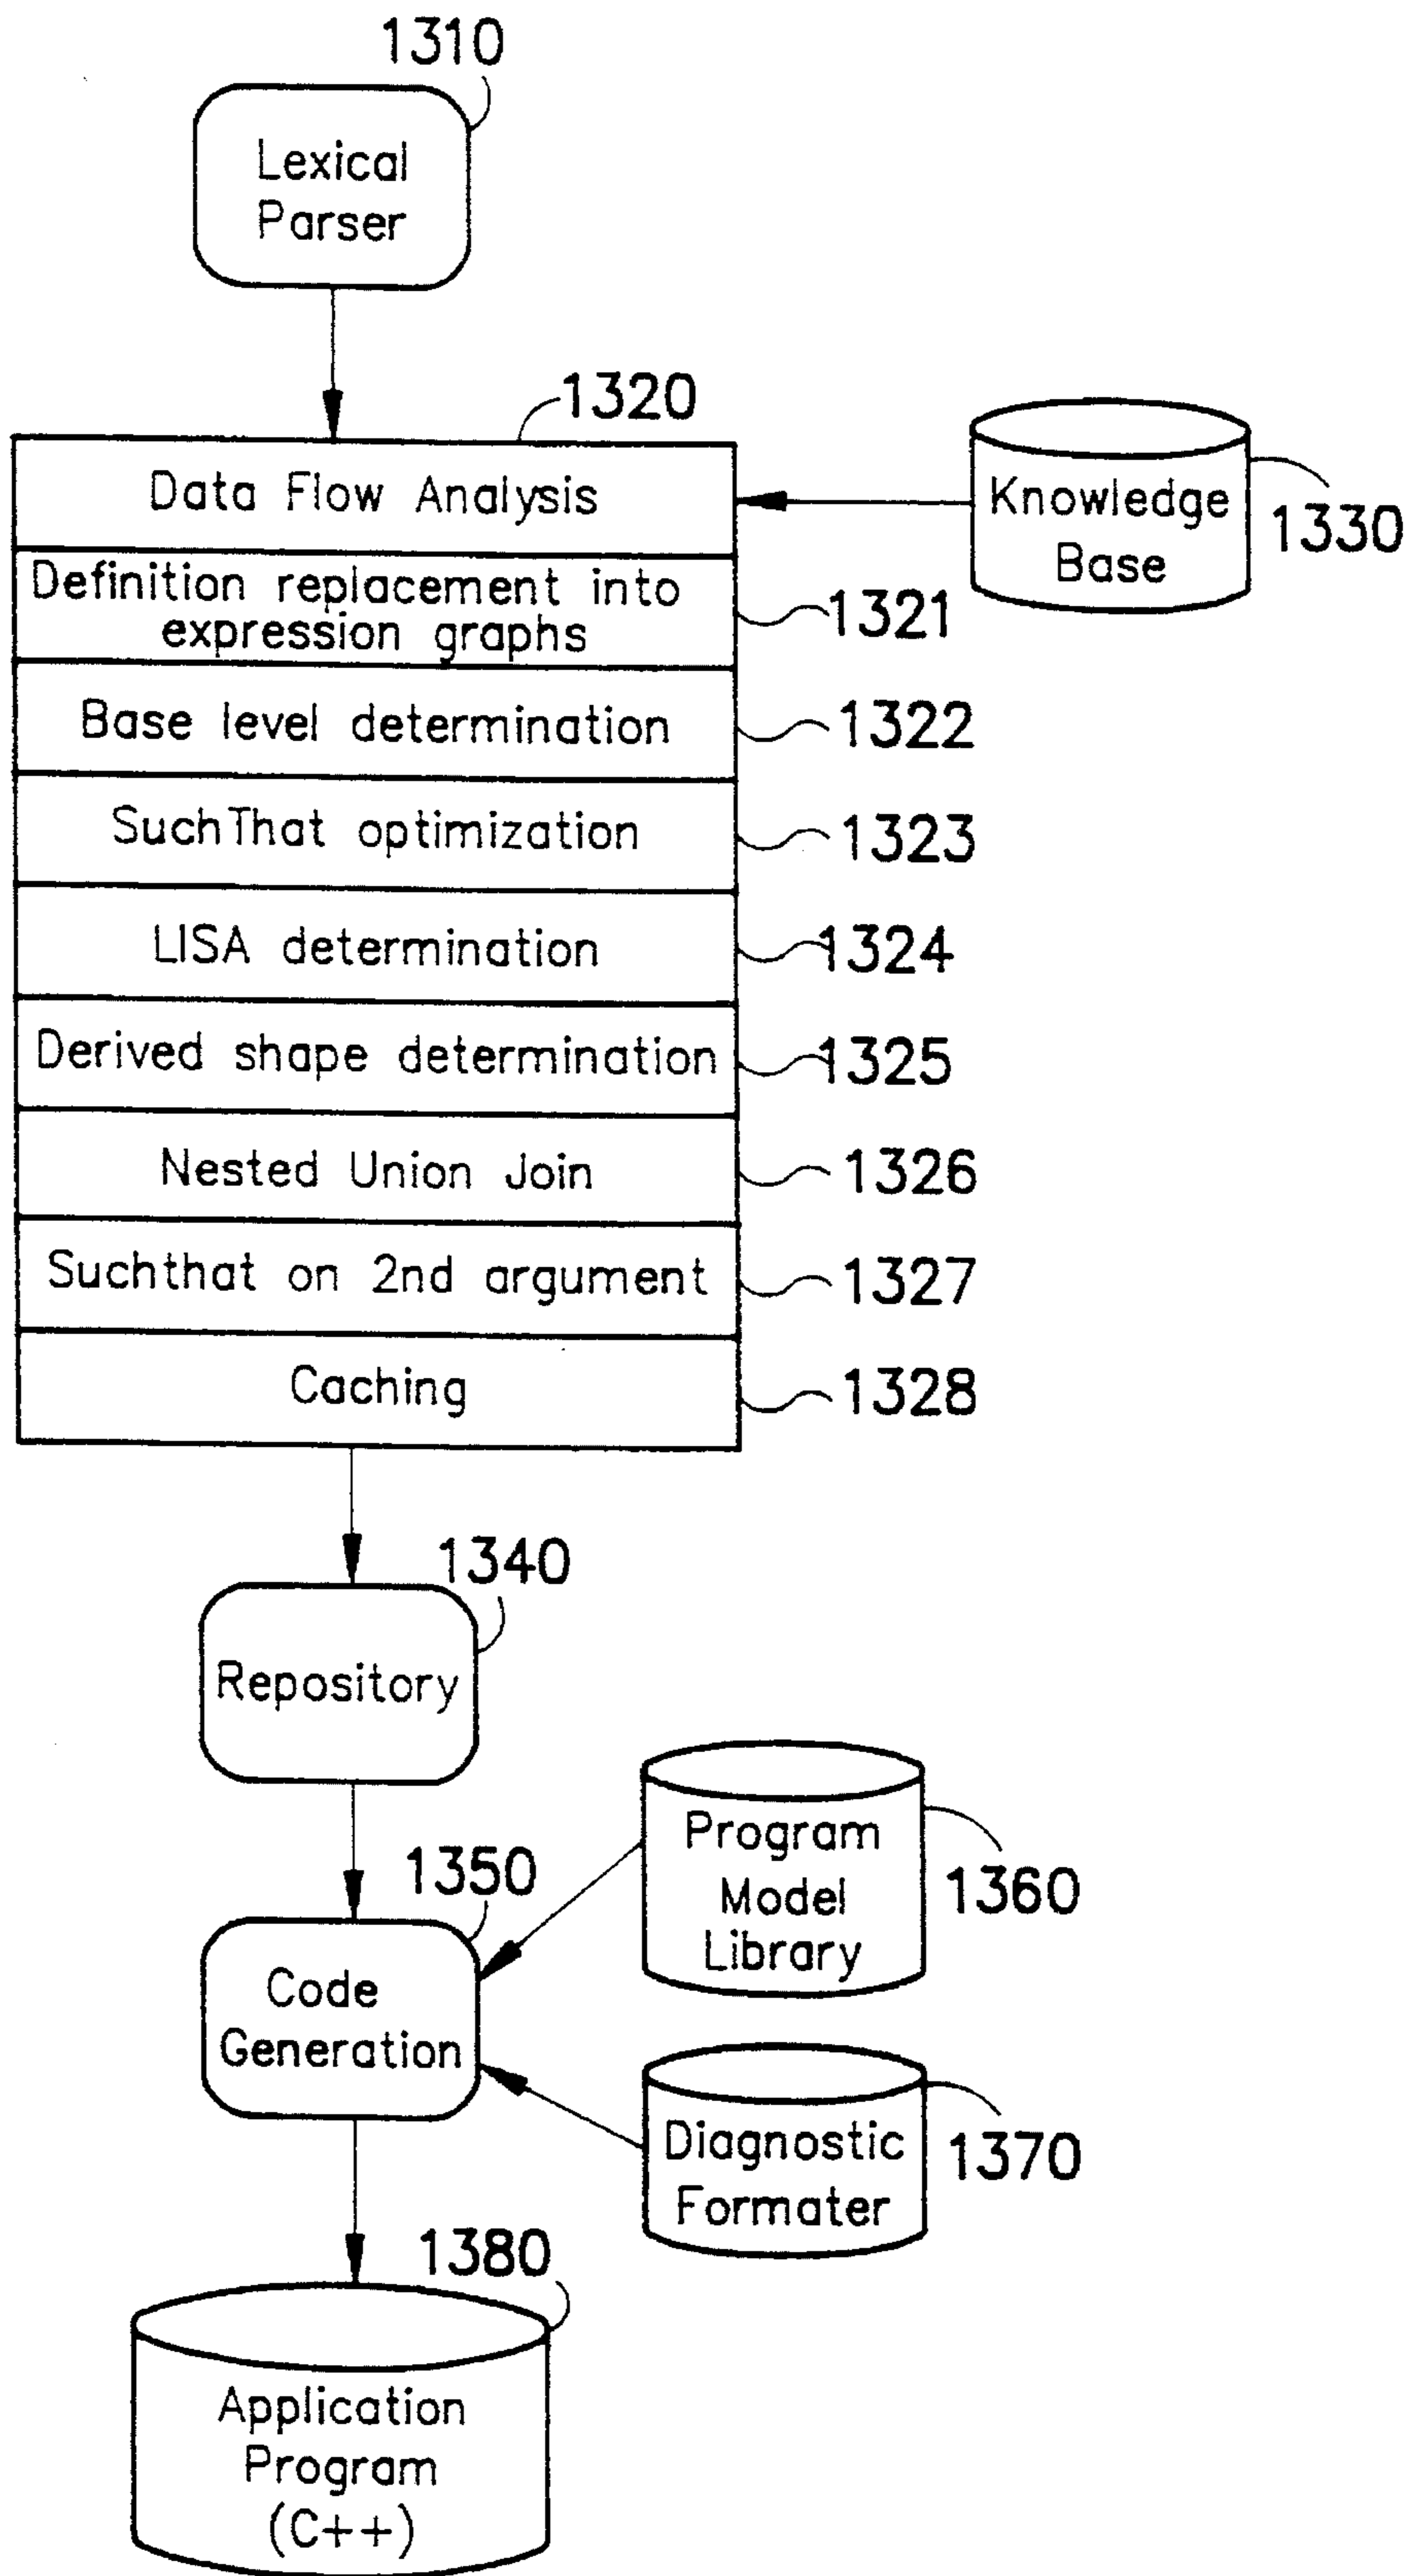 1310
Lexical
Parser
1320
Data Flow Analysis
Knowledge
Base
1330
Definition replacement into
expression graphs
1321
Base level determination
1322
SuchThat optimization
1323
LISA determination
1324
Derived shape determination
1325
Nested Union Join
1326
Suchthat on 2nd argument
1327
Caching
1328
1340
Repository
1350
Code
Generation
Program
Model
Library
1360
Diagnostic
Formater
1370
1380
Application
Program
(C++)